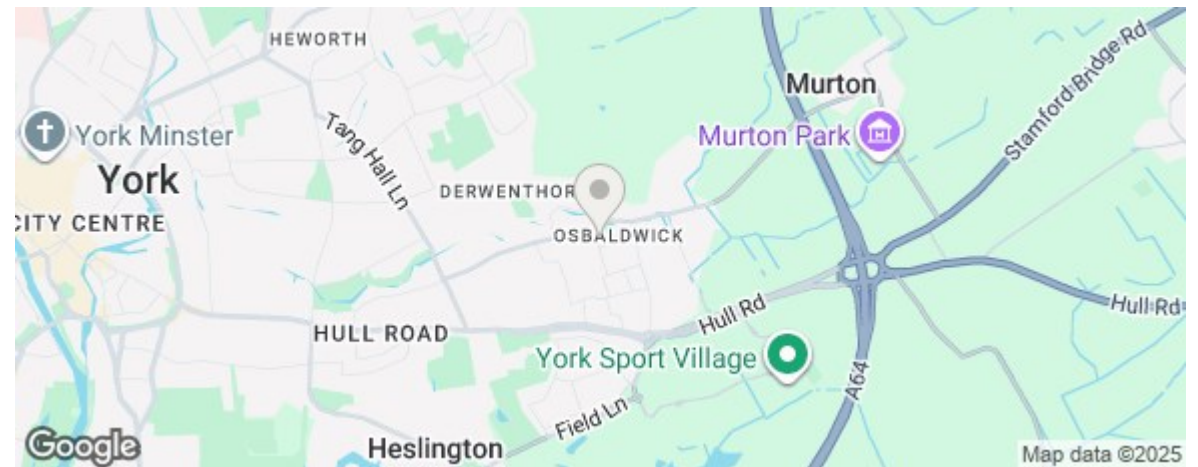 HEWORTH
Murton
Stamford Bridge Rd
Tang Hall Ln
York Minster
Murton Park
York
DERWENTHOR
CITY CENTRE
OSBALDWICK
Hull Rd
Hull Rd
HULL ROAD
York Sport Village
A64
Field Ln
Heslington
Google
Map data ©2025